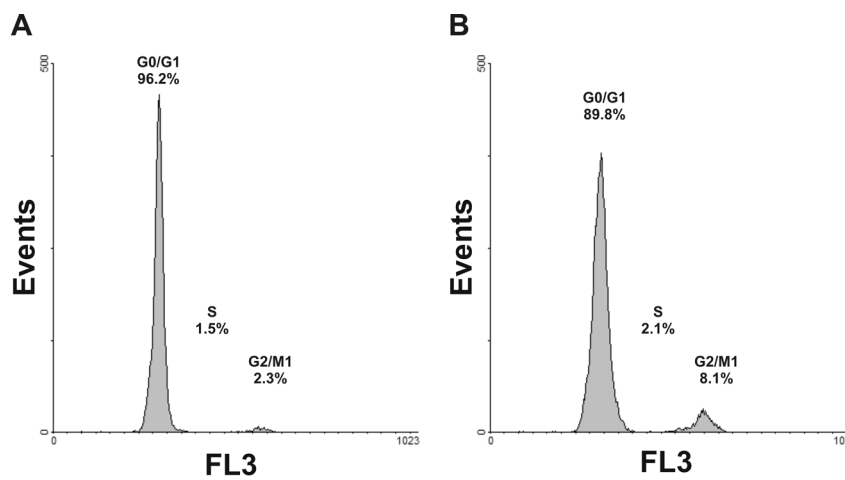 A
500
G0/G1
96.2%
Events
S
1.5%
G2/M1
2.3%
0
0
1023
FL3
B
500
G0/G1
89.8%
Events
S
2.1%
G2/M1
8.1%
0
0
10
FL3